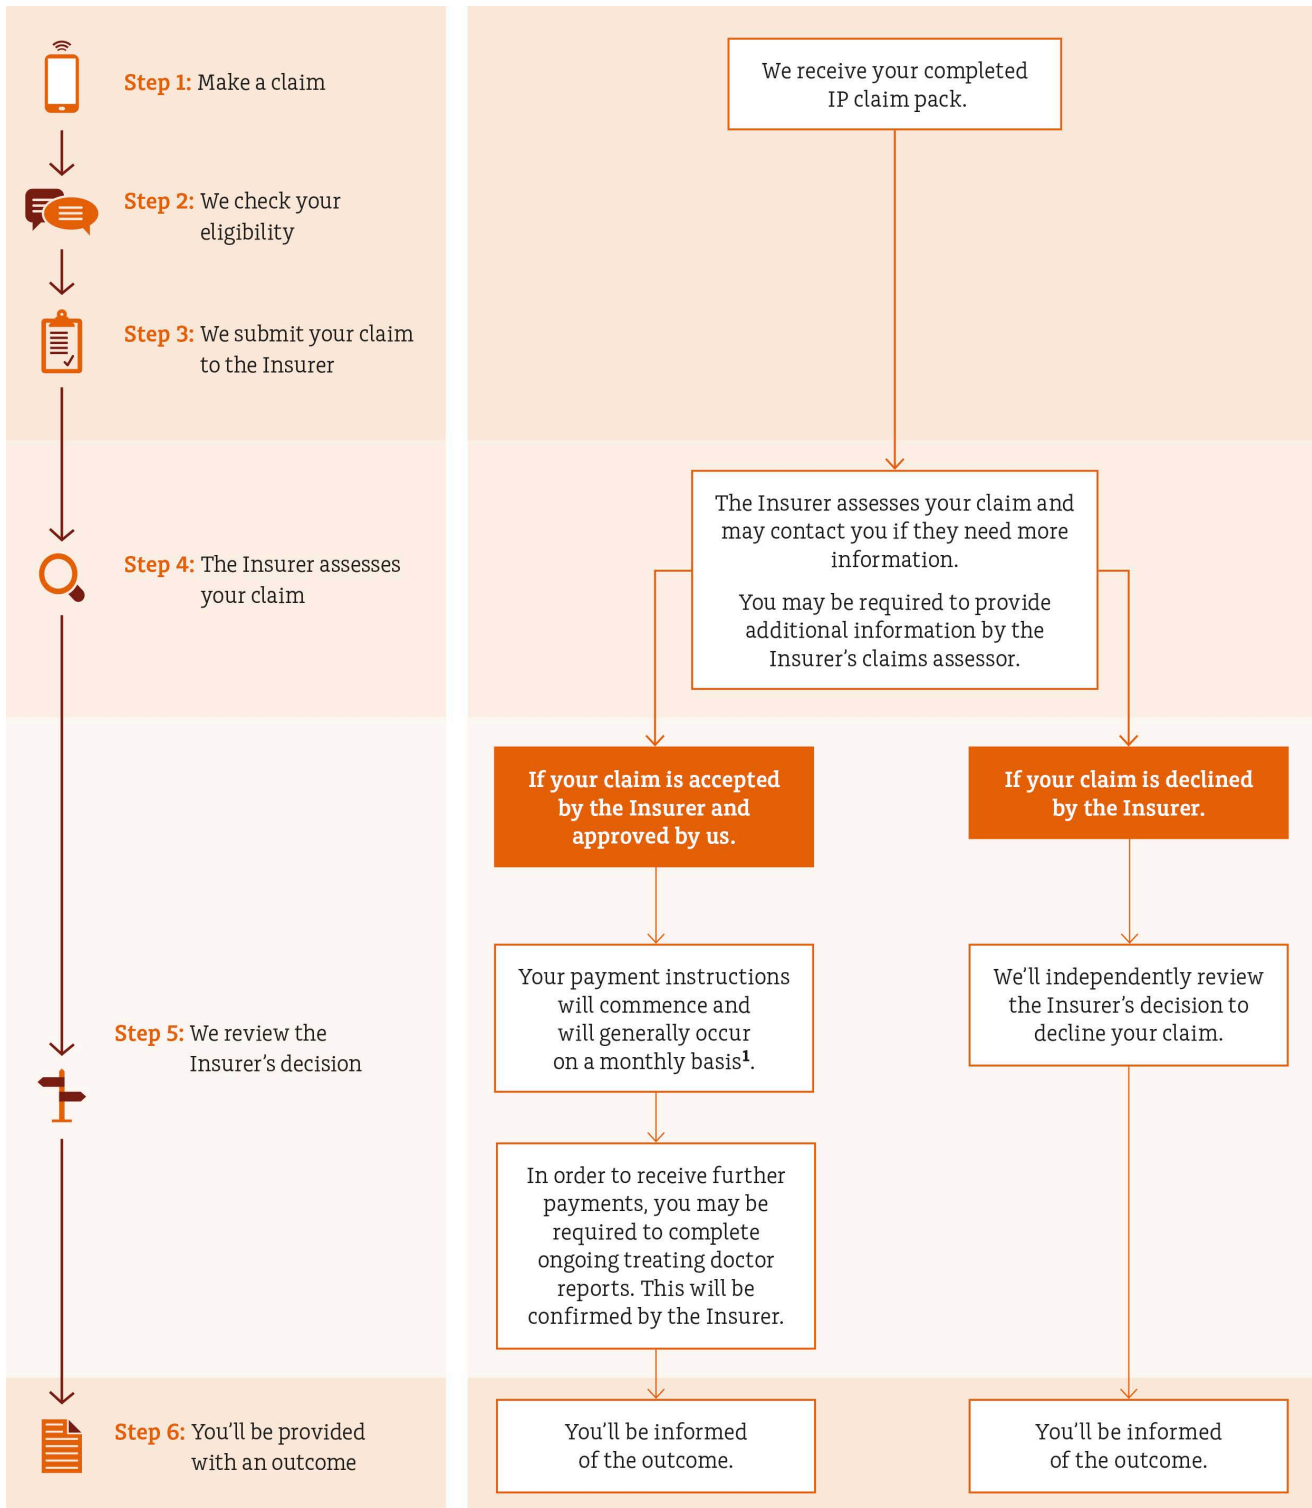 Step 1: Make a claim
Step 2: We check your
eligibility
Step 3: We submit your claim
to the Insurer
Step 4: The Insurer assesses
your claim
Step 5: We review the
Insurer’s decision
Step 6: You’ll be provided
with an outcome
We receive your completed
IP claim pack.
The Insurer assesses your claim and
may contact you if they need more
information.
You may be required to provide
additional information by the
Insurer’s claims assessor.
If your claim is accepted
by the Insurer and
approved by us.
Your payment instructions
will commence and
will generally occur
on a monthly basis¹.
In order to receive further
payments, you may be
required to complete
ongoing treating doctor
reports. This will be
confirmed by the Insurer.
You’ll be informed
of the outcome.
If your claim is declined
by the Insurer.
We’ll independently review
the Insurer’s decision to
decline your claim.
You’ll be informed
of the outcome.